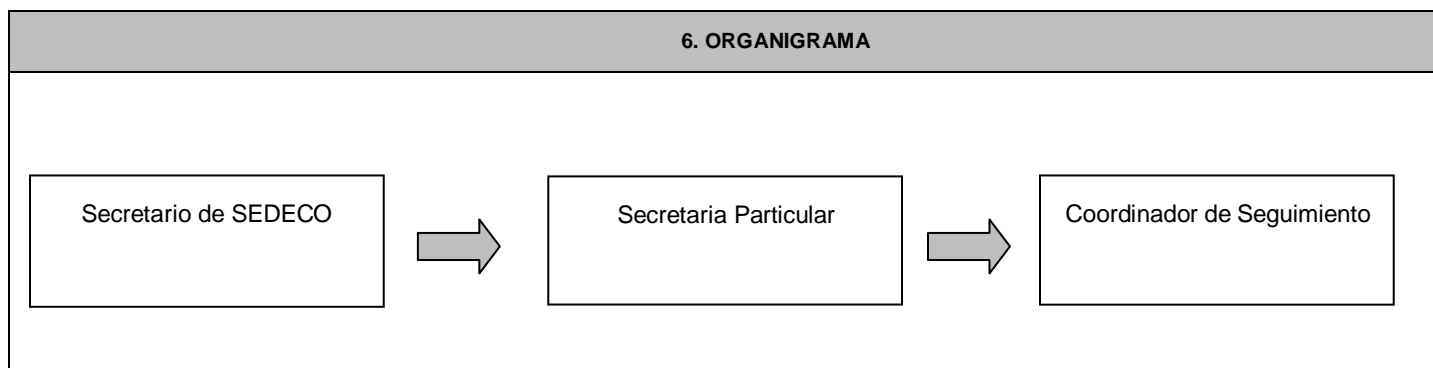 6. ORGANIGRAMA
Secretario de SEDECO
Secretaria Particular
Coordinador de Seguimiento